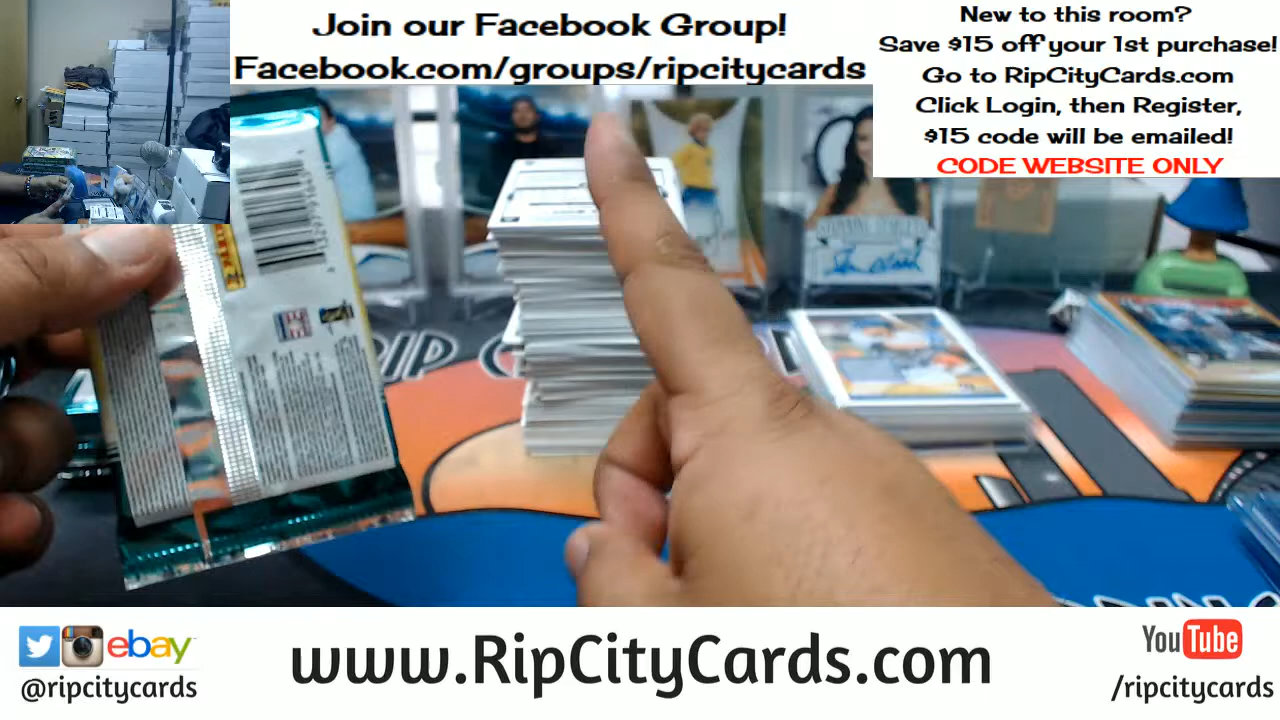 Join our Facebook Group!
Facebook.com/groups/ripcitycards
New to this room?
Save $15 off your 1st purchase!
Go to RipCityCards.com
Click Login, then Register,
$15 code will be emailed!
CODE WEBSITE ONLY
RIP C
ebay
@ripcitycards
www.RipCityCards.com
YouTube
/ripcitycards